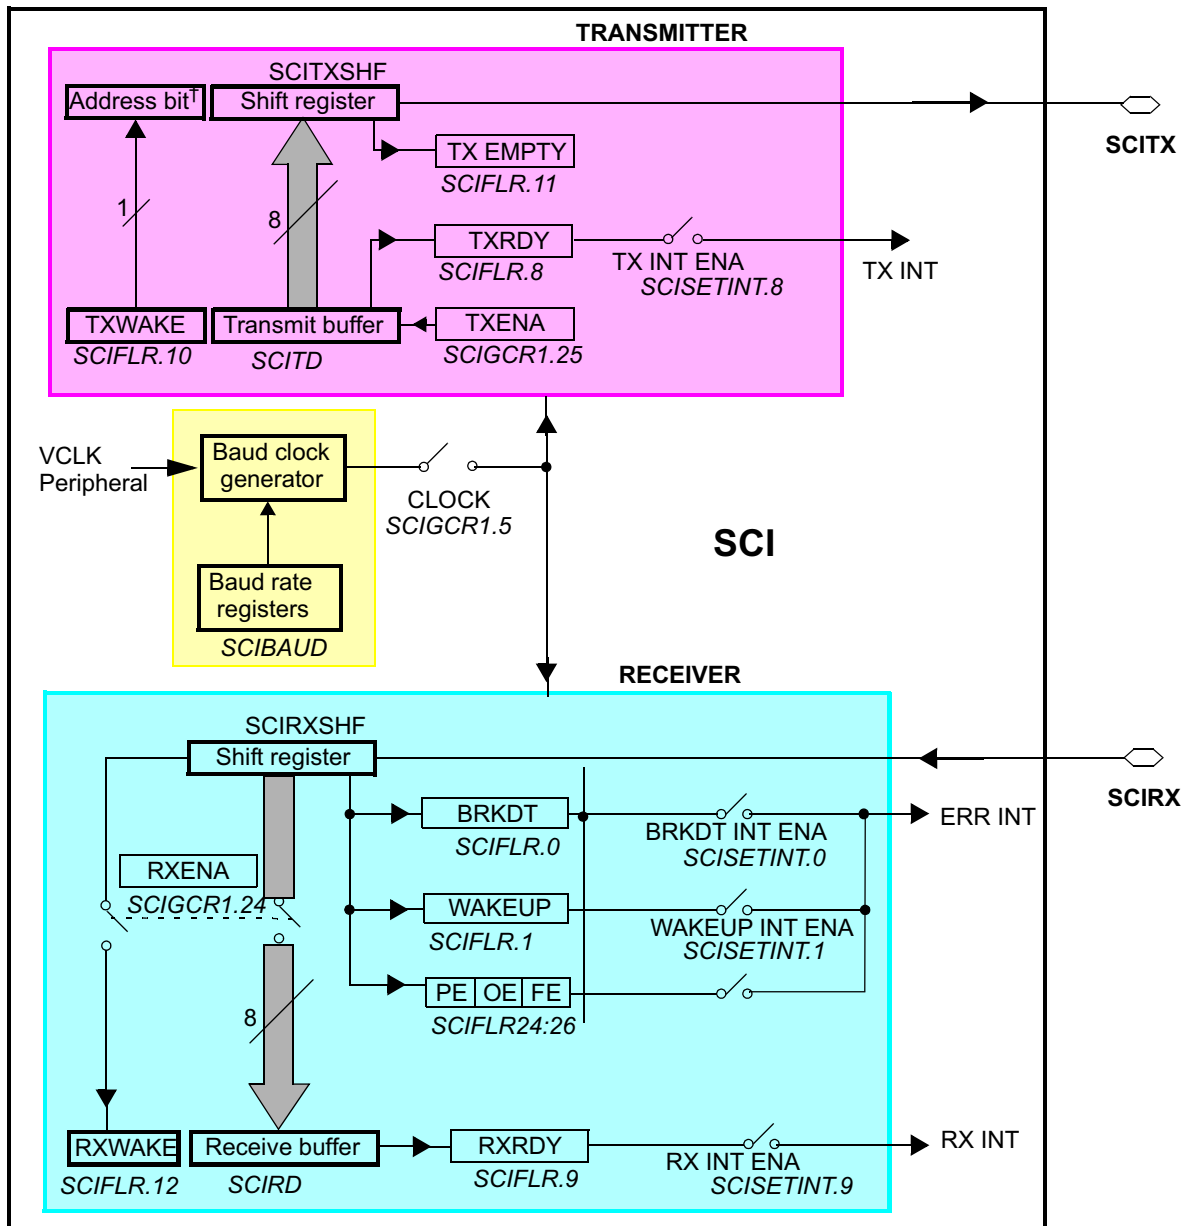 TRANSMITTER
SCITXSHF
Address bit†
Shift register
TX EMPTY
SCIFLR.11
SCITX
1
8
TXRDY
SCIFLR.8
TX INT ENA
SCISETINT.8
TX INT
TXWAKE
SCIFLR.10
Transmit buffer
SCITD
TXENA
SCIGCR1.25
VCLK
Peripheral
Baud clock
generator
CLOCK
SCIGCR1.5
SCI
Baud rate
registers
SCIBAUD
RECEIVER
SCIRXSHF
Shift register
SCIRX
BRKDT
SCIFLR.0
BRKDT INT ENA
SCISETINT.0
ERR INT
RXENA
SCIGCR1.24
WAKEUP
SCIFLR.1
WAKEUP INT ENA
SCISETINT.1
PE OE FE
SCIFLR24:26
8
RXWAKE
SCIFLR.12
Receive buffer
SCIRD
RXRDY
SCIFLR.9
RX INT ENA
SCISETINT.9
RX INT